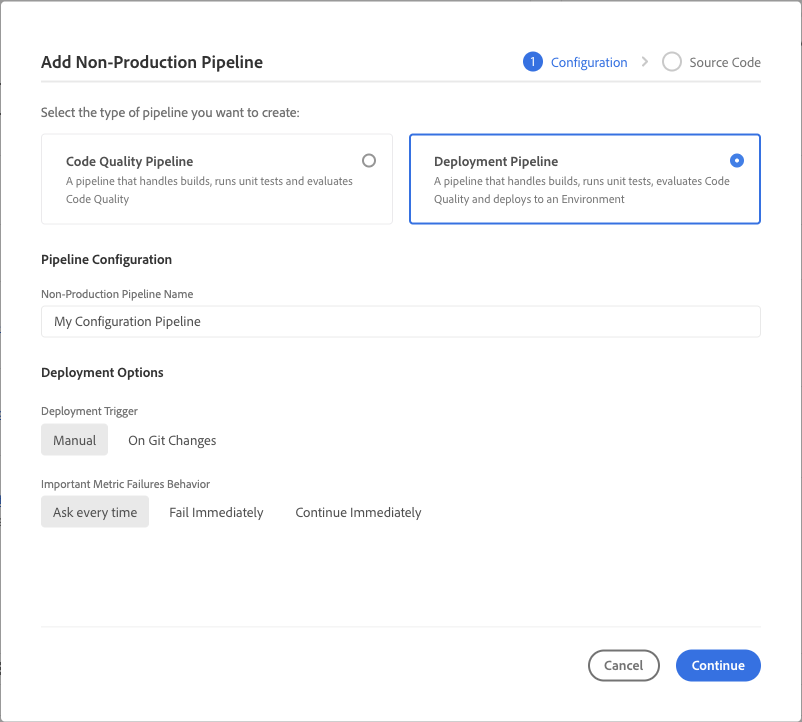 Add Non-Production Pipeline
1 Configuration > Source Code
Select the type of pipeline you want to create:
Code Quality Pipeline
A pipeline that handles builds, runs unit tests and evaluates
Code Quality
Deployment Pipeline
A pipeline that handles builds, runs unit tests, evaluates Code
Quality and deploys to an Environment
Pipeline Configuration
Non-Production Pipeline Name
My Configuration Pipeline
Deployment Options
Deployment Trigger
Manual On Git Changes
Important Metric Failures Behavior
Ask every time Fail Immediately Continue Immediately
Cancel Continue